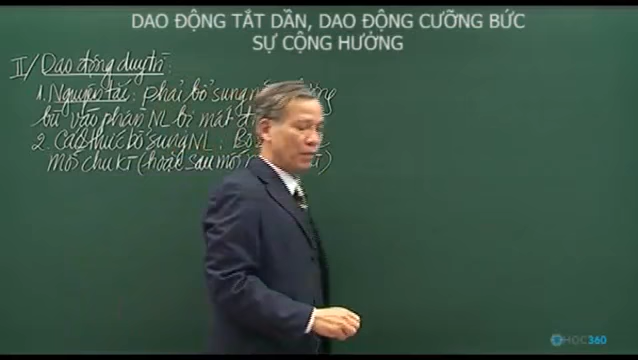 DAO ĐỘNG TẮT DẦN, DAO ĐỘNG CƯỠNG BỨC
SỰ CỘNG HƯỞNG
II/ Dao động duy trì:
1. Nguyên tắc: phải bổ sung
bù vào phần NL bị mất
2. Cách thức bổ sung NL:
mỗi chu kì (hoặc sau mỗi
HOC360